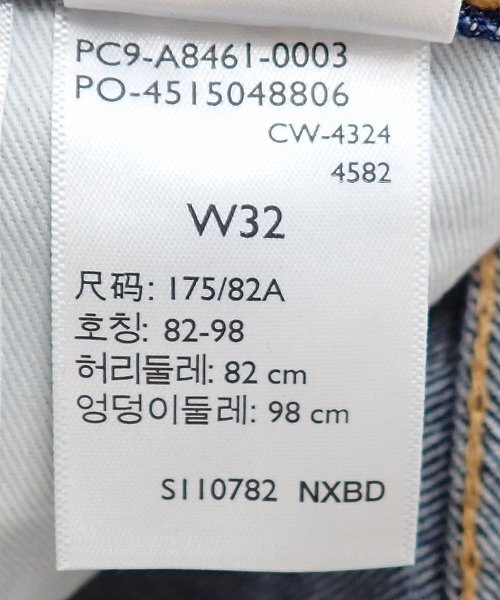 PC9-A8461-0003
PO-4515048806
CW-4324
4582
W32
尺码: 175/82A
호칭: 82-98
허리둘레: 82 cm
엉덩이둘레: 98 cm
S110782 NXBD